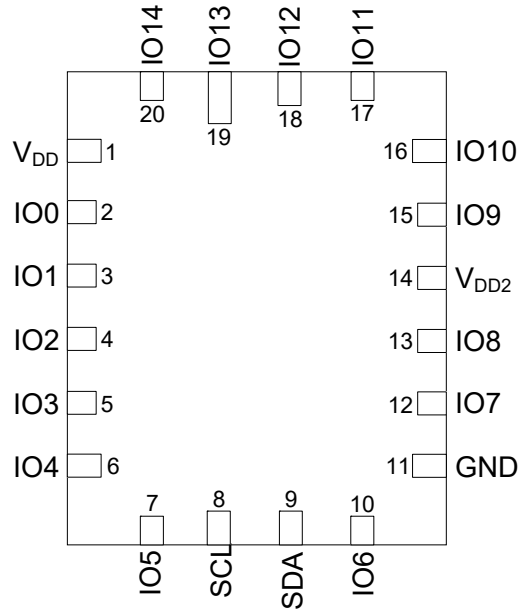 IO14
IO13
IO12
IO11
20
19
18
17
VDD 1
16 IO10
IO0 2
15 IO9
IO1 3
14 VDD2
IO2 4
13 IO8
IO3 5
12 IO7
IO4 6
11 GND
7
8
9
10
IO5
SCL
SDA
IO6